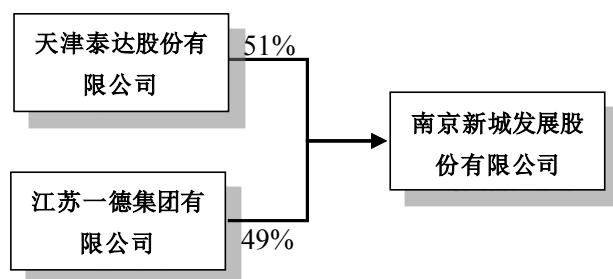 天津泰达股份有
限公司
51%
南京新城发展股
份有限公司
江苏一德集团有
限公司
49%